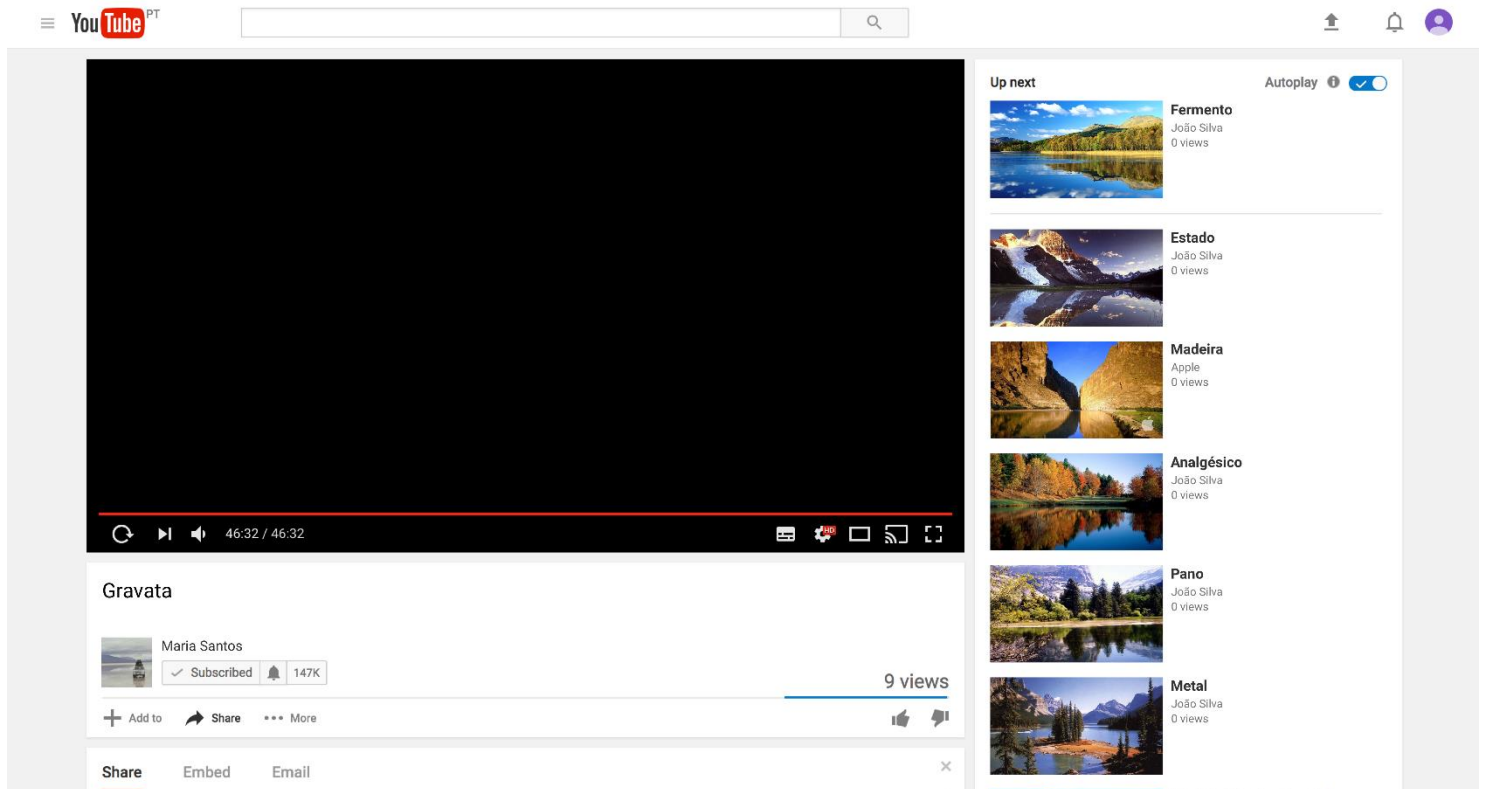 YouTube PT
46:32 / 46:32
HD
Gravata
Maria Santos
Subscribed 147K
9 views
Add to Share More
Share Embed Email
Up next Autoplay
Fermento
João Silva
0 views
Estado
João Silva
0 views
Madeira
Apple
0 views
Analgésico
João Silva
0 views
Pano
João Silva
0 views
Metal
João Silva
0 views